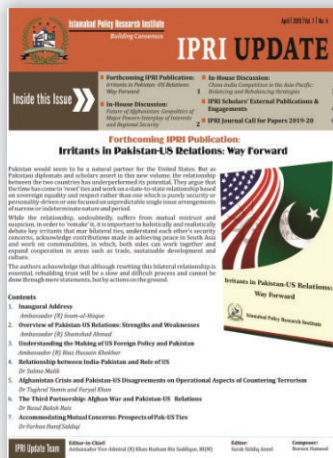 Islamabad Policy Research Institute
Building Consensus
April | 2019 | Vol. 7 | No. 4
IPRI UPDATE
Inside this Issue
Forthcoming IPRI Publication:
Irritants in Pakistan-US Relations:
Way Forward 1
In-House Discussion:
Future of Afghanistan: Geopolitics of
Major Powers-Interplay of Interests
and Regional Security 2
In-House Discussion:
China-India Competition in the Asia-Pacific:
Balancing and Rebalancing Strategies
IPRI Scholars' External Publications &
Engagements
IPRI Journal Call for Papers 2019-20
Forthcoming IPRI Publication:
Irritants in Pakistan-US Relations: Way Forward
Pakistan would seem to be a natural partner for the United States. But as
Pakistani diplomats and scholars assert in this new volume, the relationship
between the two countries has underperformed its potential. They argue that
the time has come to 'reset' ties and work on a state-to-state relationship based
on sovereign equality and respect rather than one which is purely security or
personality-driven or one focused on unpredictable single issue arrangements
of narrow or indeterminate nature and period.
While the relationship, undoubtedly, suffers from mutual mistrust and
suspicion, in order to 'remake' it, it is important to holistically and realistically
debate key irritants that mar bilateral ties, understand each other's security
concerns, acknowledge contributions made in achieving peace in South Asia
and work on commonalities, in which, both sides can work together and
expand cooperation in areas such as trade, sustainable development and
culture.
The authors acknowledge that although resetting this bilateral relationship is
essential, rebuilding trust will be a slow and difficult process and cannot be
done through mere statements, but by actions on the ground.
Irritants in Pakistan-US Relations:
Way Forward
Islamabad Policy Research Institute
Contents
1. Inaugural Address
Ambassador (R) Inam-ul-Haque
2. Overview of Pakistan-US Relations: Strengths and Weaknesses
Ambassador (R) Shamshad Ahmad
3. Understanding the Making of US Foreign Policy and Pakistan
Ambassador (R) Riaz Hussain Khokhar
4. Relationship between India-Pakistan and Role of US
Dr Salma Malik
5. Afghanistan Crisis and Pakistan-US Disagreements on Operational Aspects of Countering Terrorism
Dr Tughral Yamin and Faryal Khan
6. The Third Partnership: Afghan War and Pakistan-US Relations
Dr Rasul Baksh Rais
7. Accommodating Mutual Concerns: Prospects of Pak-US Ties
Dr Farhan Hanif Siddiqi
IPRI Update Team
Editor-in-Chief:
Ambassador Vice Admiral (R) Khan Hasham Bin Saddique, HI(M)
Editor:
Sarah Siddiq Aneel
Composer: